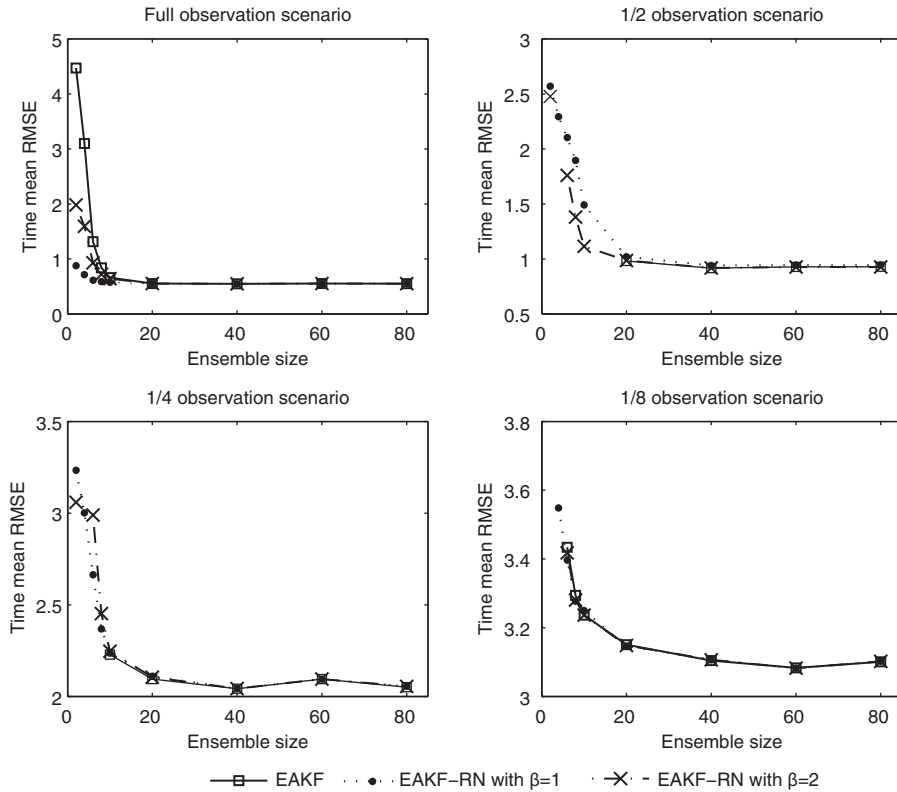 Full observation scenario
5
4
3
2
1
0
Time mean RMSE
0 20 40 60 80
Ensemble size
1/2 observation scenario
3
2.5
2
1.5
1
0.5
Time mean RMSE
0 20 40 60 80
Ensemble size
1/4 observation scenario
3.5
3
2.5
2
Time mean RMSE
0 20 40 60 80
Ensemble size
1/8 observation scenario
3.8
3.6
3.4
3.2
3
Time mean RMSE
0 20 40 60 80
Ensemble size
EAKF
EAKF−RN with β=1
EAKF−RN with β=2